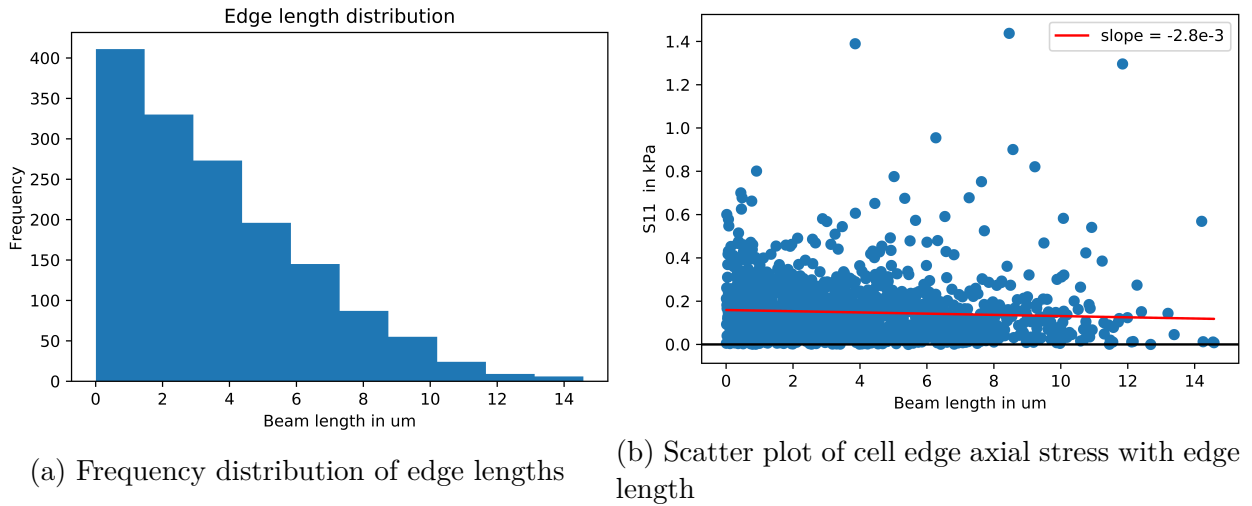 Edge length distribution
Frequency
400
350
300
250
200
150
100
50
0
0 2 4 6 8 10 12 14
Beam length in um
(a) Frequency distribution of edge lengths
slope = -2.8e-3
S11 in kPa
1.4
1.2
1.0
0.8
0.6
0.4
0.2
0.0
0 2 4 6 8 10 12 14
Beam length in um
(b) Scatter plot of cell edge axial stress with edge
length